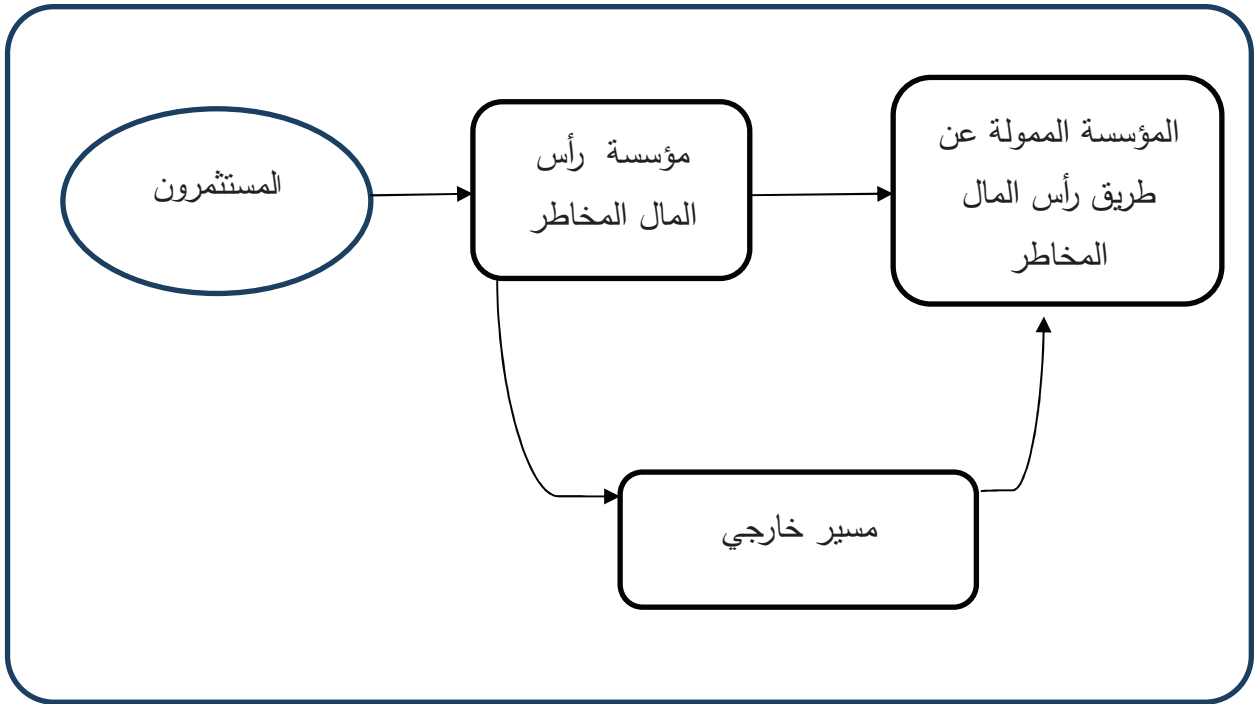 المؤسسة الممولة عن
طريق رأس المال
المخاطر
مؤسسة رأس
المال المخاطر
المستثمرون
مسير خارجي